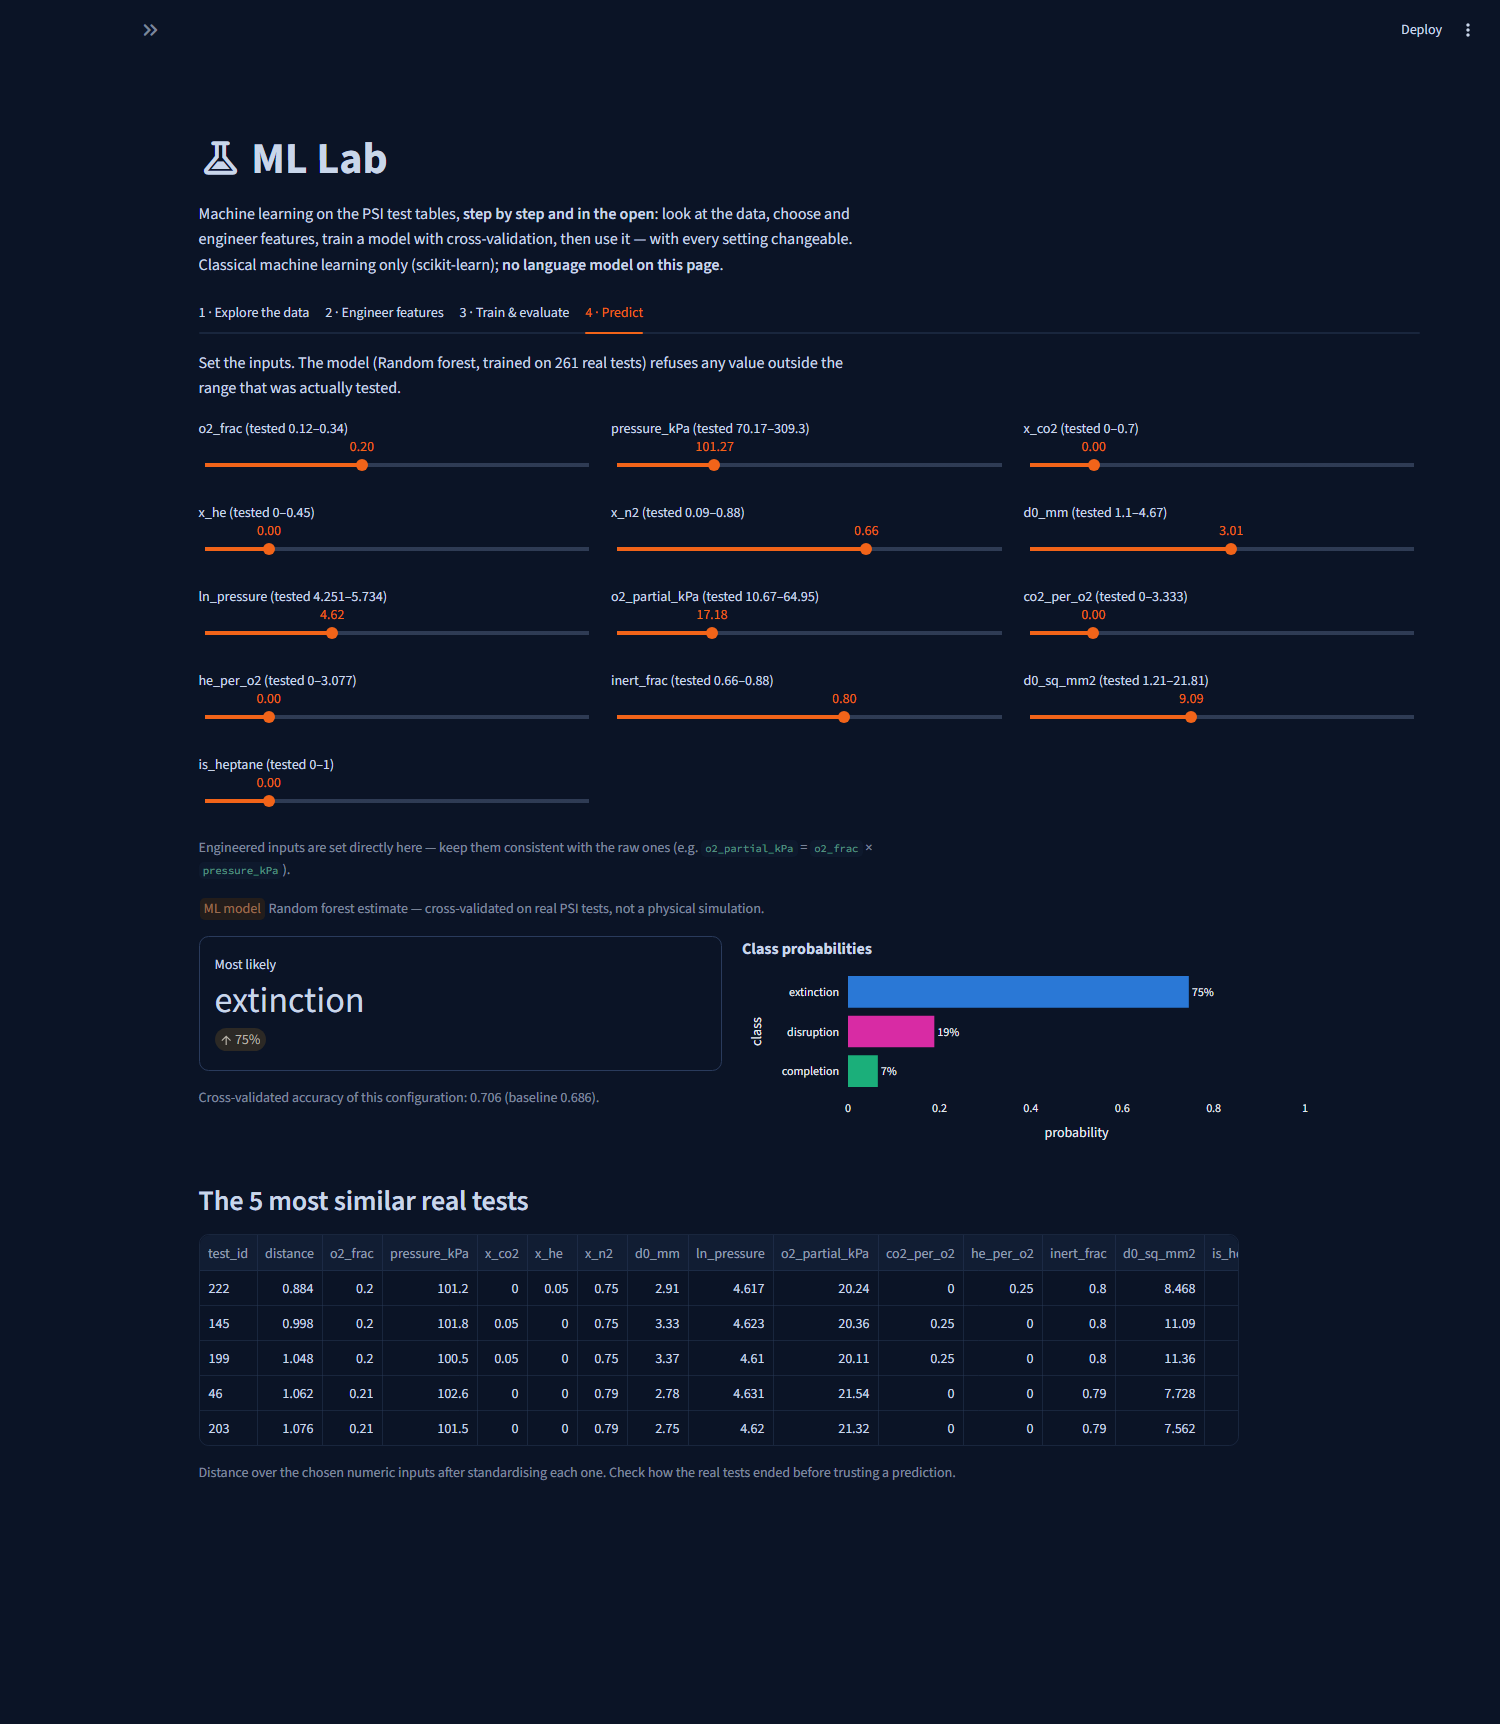 Deploy
ML Lab
Machine learning on the PSI test tables, step by step and in the open: look at the data, choose and
engineer features, train a model with cross-validation, then use it — with every setting changeable.
Classical machine learning only (scikit-learn); no language model on this page.
1 · Explore the data 2 · Engineer features 3 · Train & evaluate 4 · Predict
Set the inputs. The model (Random forest, trained on 261 real tests) refuses any value outside the
range that was actually tested.
o2_frac (tested 0.12–0.34) pressure_kPa (tested 70.17–309.3) x_co2 (tested 0–0.7)
0.20 101.27 0.00
x_he (tested 0–0.45) x_n2 (tested 0.09–0.88) d0_mm (tested 1.1–4.67)
0.00 0.66 3.01
ln_pressure (tested 4.251–5.734) o2_partial_kPa (tested 10.67–64.95) co2_per_o2 (tested 0–3.333)
4.62 17.18 0.00
he_per_o2 (tested 0–3.077) inert_frac (tested 0.66–0.88) d0_sq_mm2 (tested 1.21–21.81)
0.00 0.80 9.09
is_heptane (tested 0–1)
0.00
Engineered inputs are set directly here — keep them consistent with the raw ones (e.g. o2_partial_kPa = o2_frac ×
pressure_kPa ).
ML model Random forest estimate — cross-validated on real PSI tests, not a physical simulation.
Most likely
extinction
↑ 75%
Cross-validated accuracy of this configuration: 0.706 (baseline 0.686).
Class probabilities
class
extinction 75%
disruption 19%
completion 7%
0 0.2 0.4 0.6 0.8 1
probability
The 5 most similar real tests
test_id distance o2_frac pressure_kPa x_co2 x_he x_n2 d0_mm ln_pressure o2_partial_kPa co2_per_o2 he_per_o2 inert_frac d0_sq_mm2 is_h
222 0.884 0.2 101.2 0 0.05 0.75 2.91 4.617 20.24 0 0.25 0.8 8.468
145 0.998 0.2 101.8 0.05 0 0.75 3.33 4.623 20.36 0.25 0 0.8 11.09
199 1.048 0.2 100.5 0.05 0 0.75 3.37 4.61 20.11 0.25 0 0.8 11.36
46 1.062 0.21 102.6 0 0 0.79 2.78 4.631 21.54 0 0 0.79 7.728
203 1.076 0.21 101.5 0 0 0.79 2.75 4.62 21.32 0 0 0.79 7.562
Distance over the chosen numeric inputs after standardising each one. Check how the real tests ended before trusting a prediction.